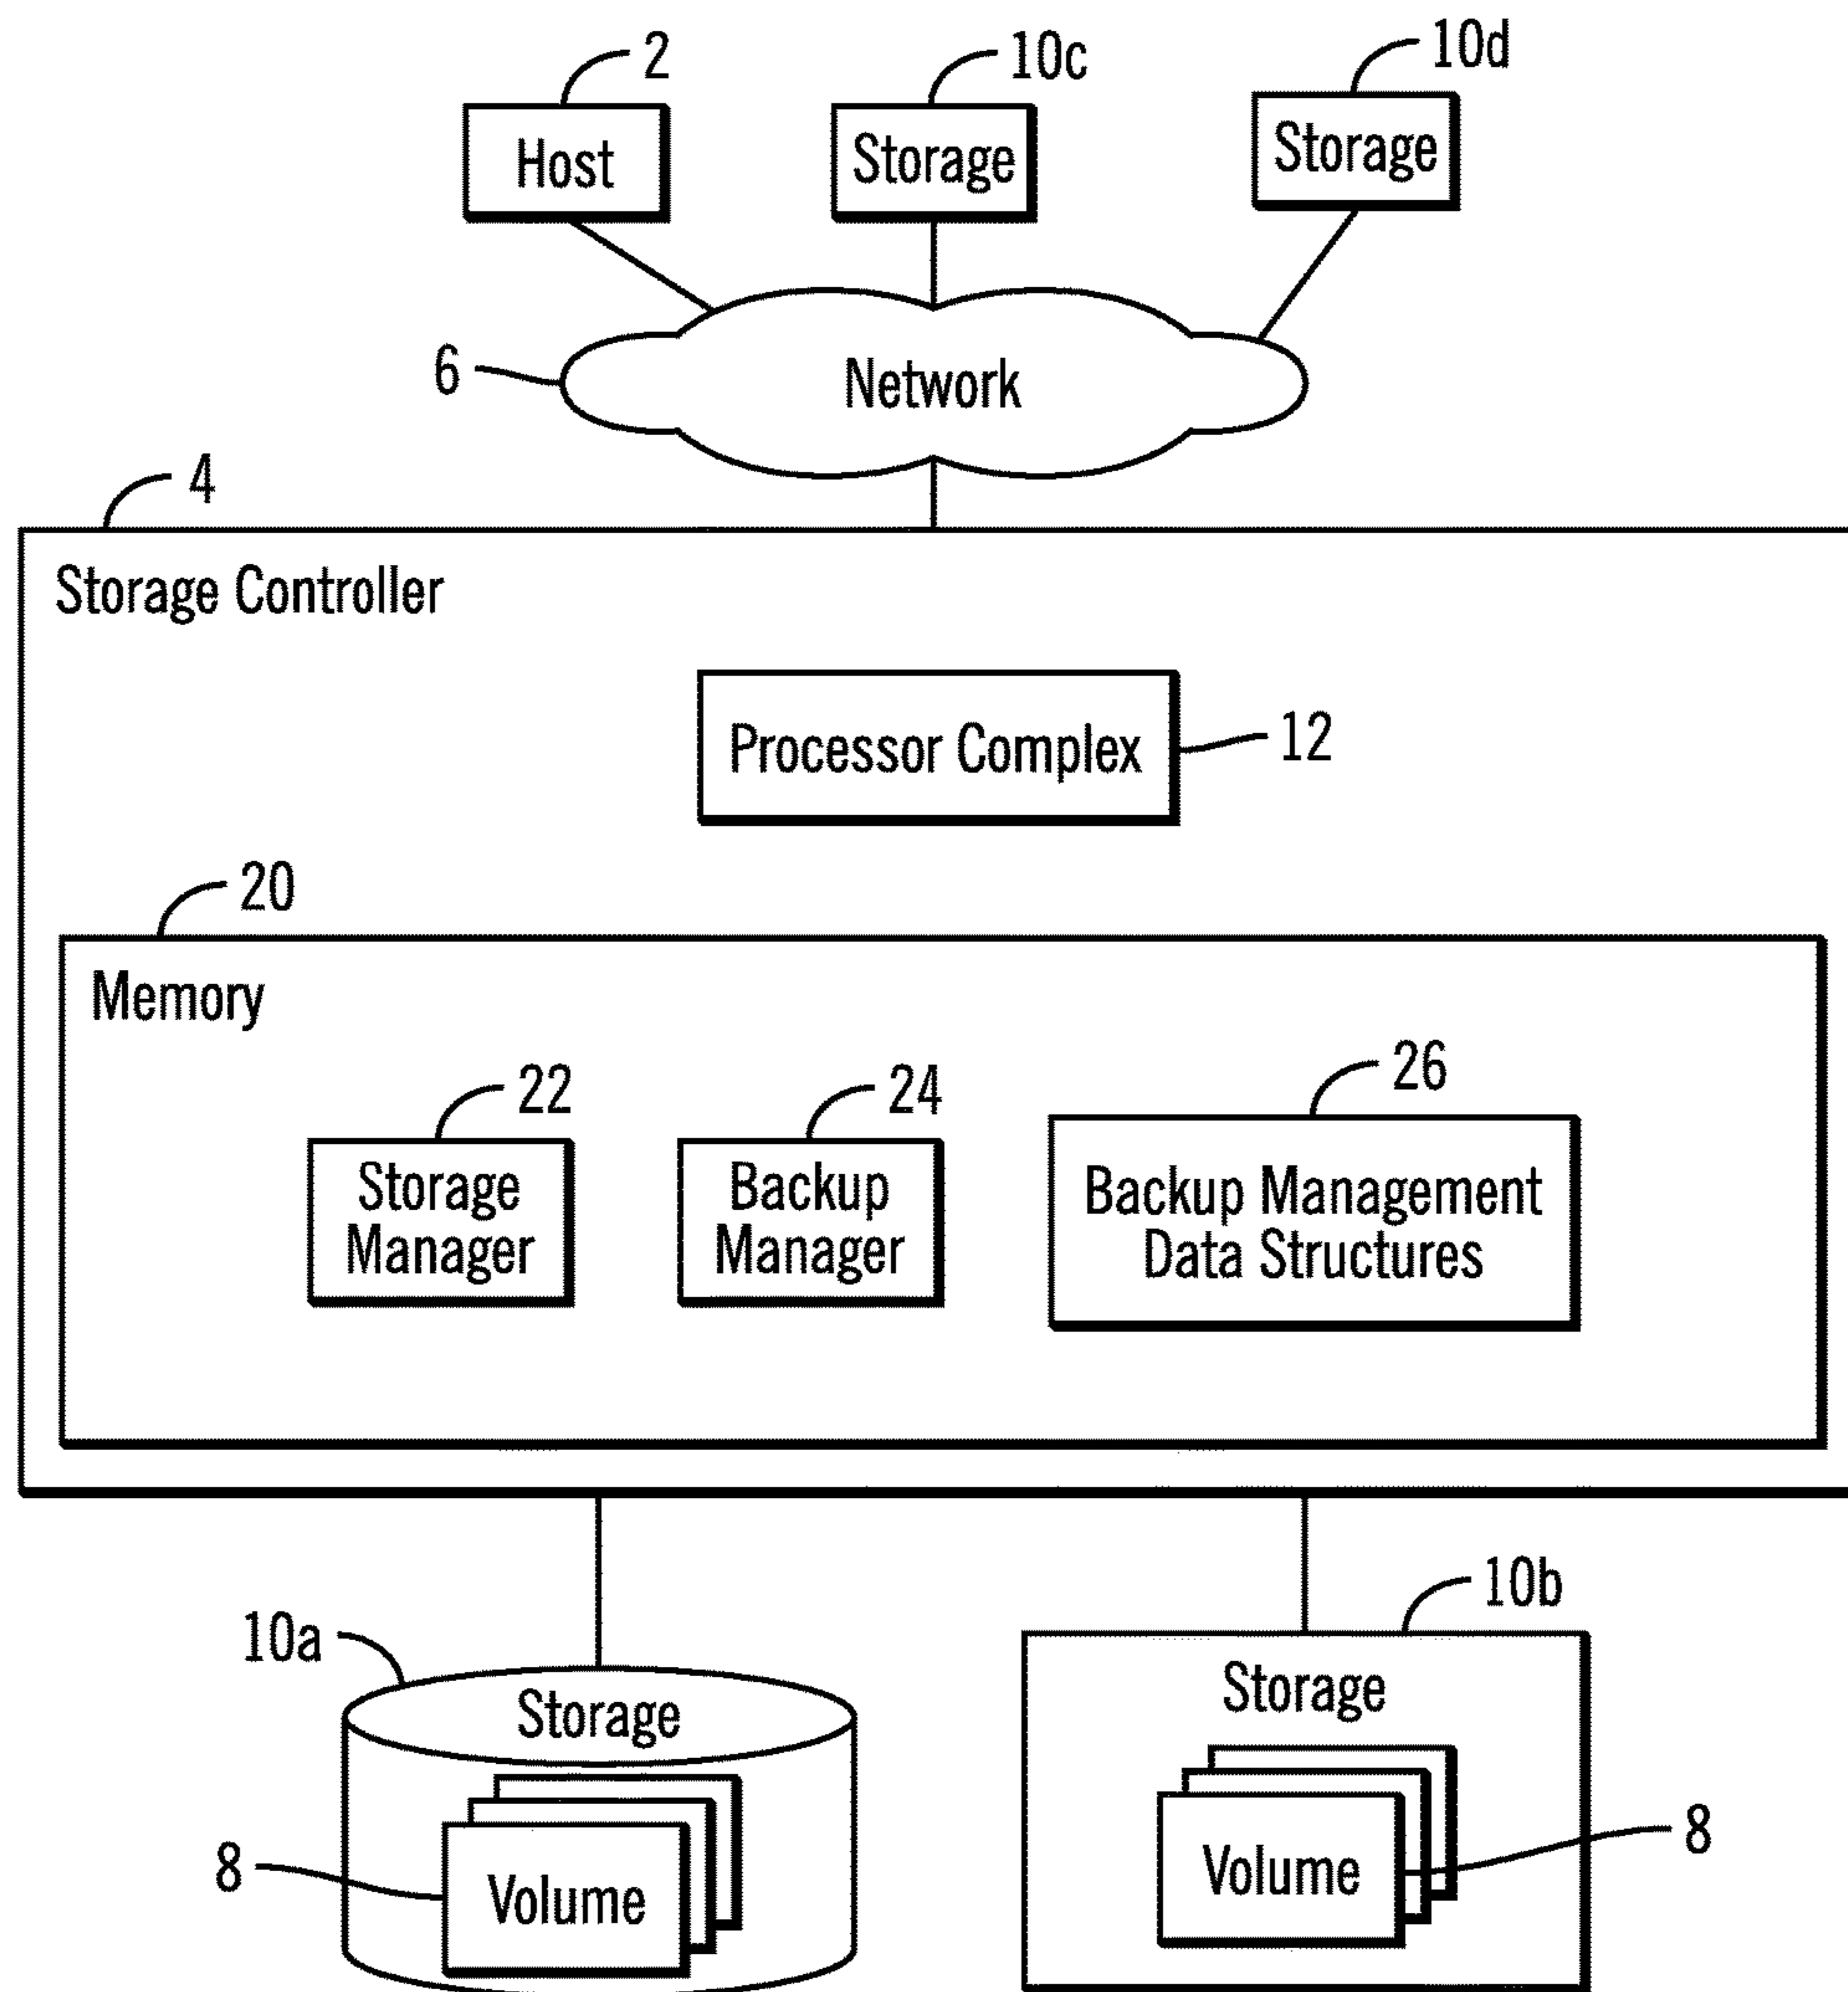 2
10c
10d
Host
Storage
Storage
6
Network
4
Storage Controller
Processor Complex
12
20
Memory
22
24
26
Storage
Manager
Backup
Manager
Backup Management
Data Structures
10a
10b
Storage
Storage
8
Volume
Volume
8